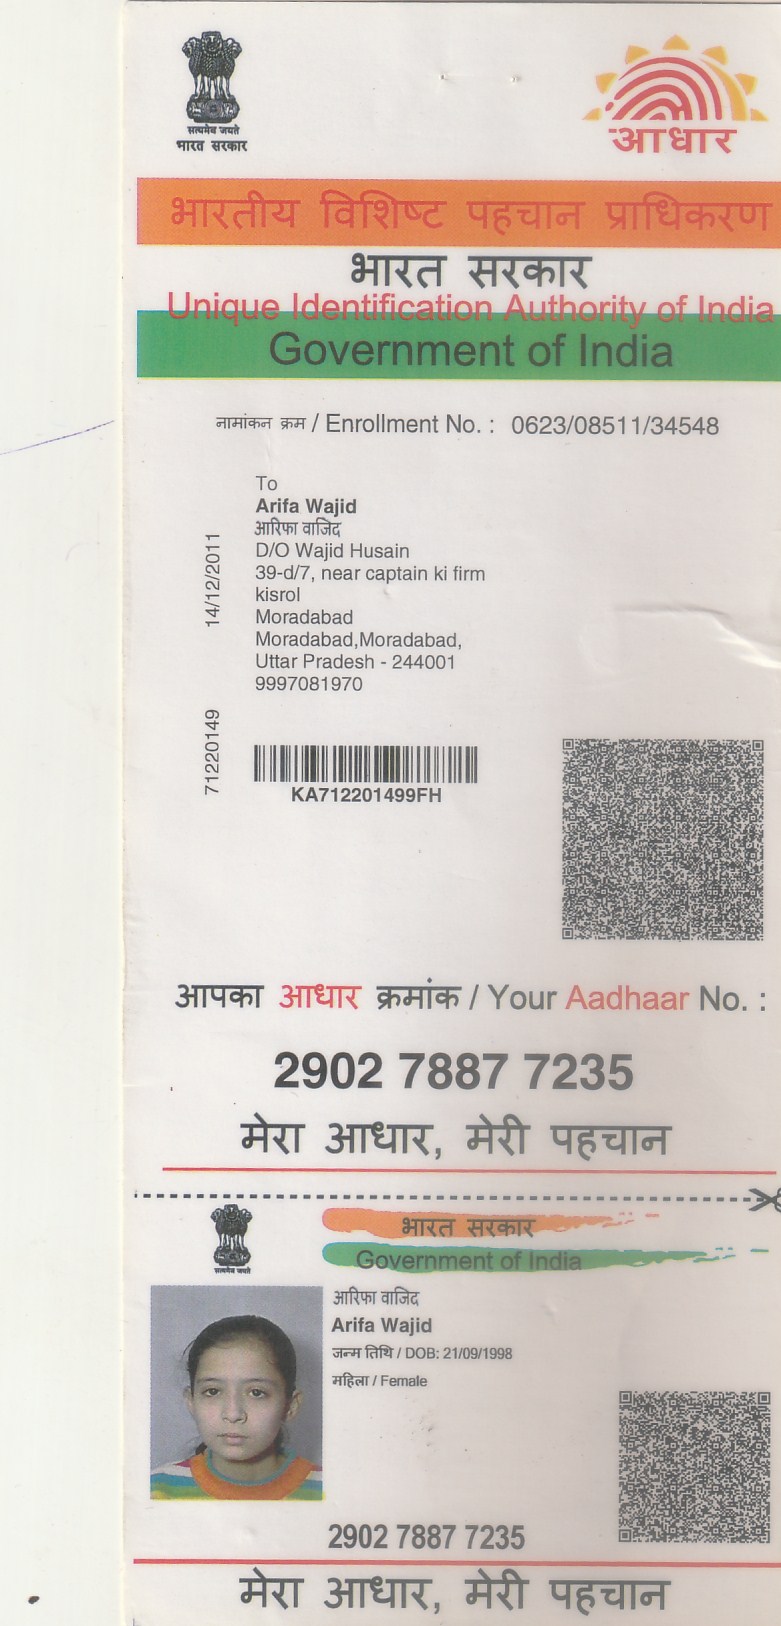 सत्यमेव जयते
भारत सरकार
आधार
भारतीय विशिष्ट पहचान प्राधिकरण
भारत सरकार
Unique Identification Authority of India
Government of India
नामांकन क्रम / Enrollment No. : 0623/08511/34548
To
Arifa Wajid
आरिफा वाजिद
D/O Wajid Husain
39-d/7, near captain ki firm
kisrol
Moradabad
Moradabad,Moradabad,
Uttar Pradesh - 244001
9997081970
14/12/2011
71220149
KA712201499FH
आपका आधार क्रमांक / Your Aadhaar No. :
2902 7887 7235
मेरा आधार, मेरी पहचान
सत्यमेव जयते
भारत सरकार
Government of India
आरिफा वाजिद
Arifa Wajid
जन्म तिथि / DOB: 21/09/1998
महिला / Female
2902 7887 7235
मेरा आधार, मेरी पहचान